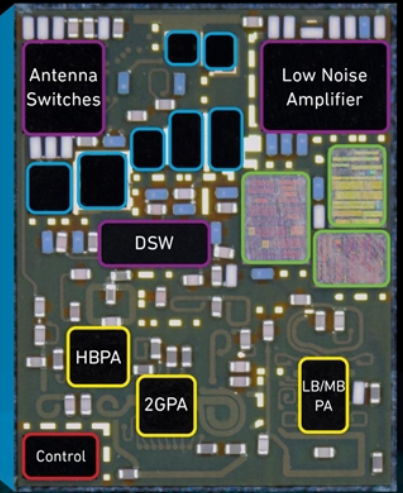 Antenna
Switches
Low Noise
Amplifier
DSW
HBPA
2GPA
LB/MB
PA
Control